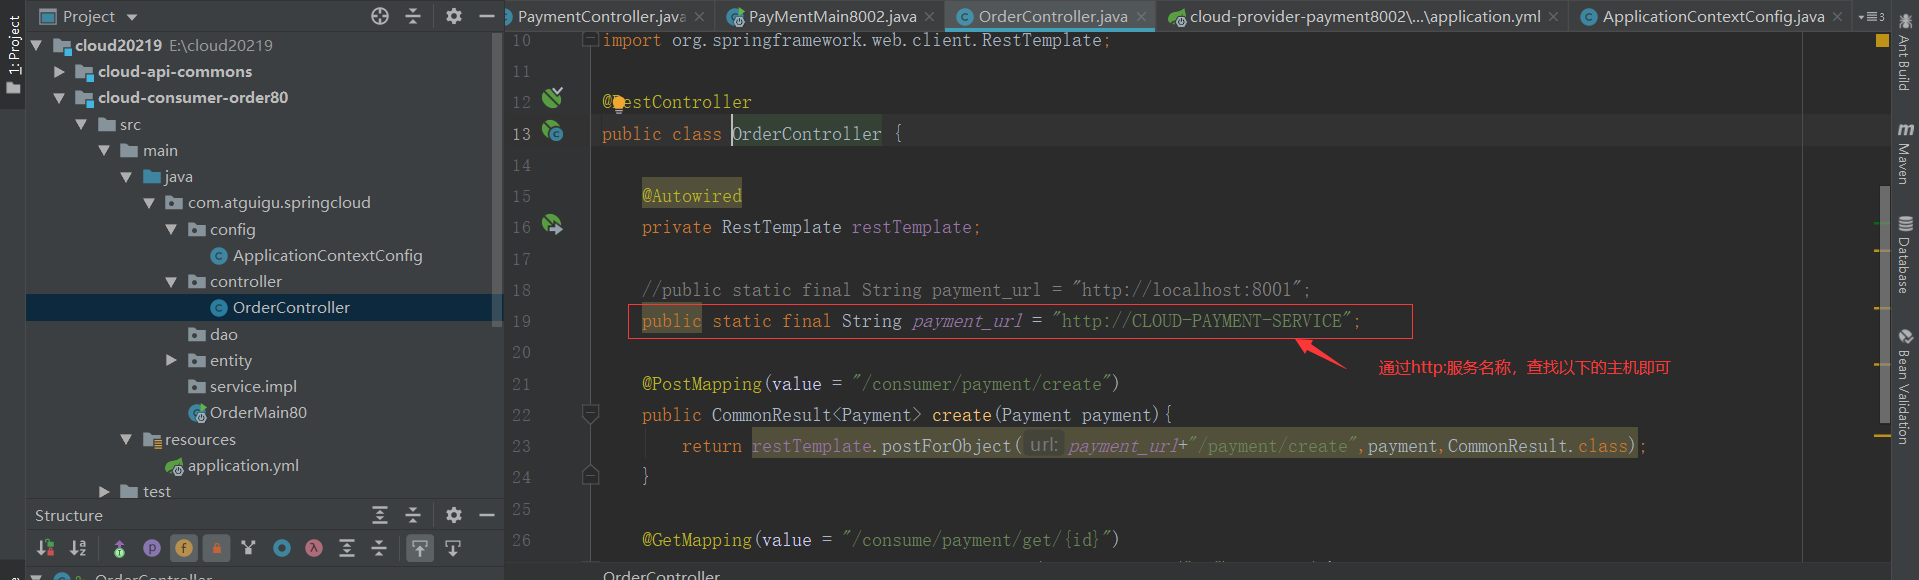 Project
PaymentController.java
PayMentMain8002.java
OrderController.java
cloud-provider-payment8002\...\application.yml
ApplicationContextConfig.java
3
1: Project
cloud20219 E:\cloud20219
cloud-api-commons
cloud-consumer-order80
src
main
java
com.atguigu.springcloud
config
ApplicationContextConfig
controller
OrderController
dao
entity
service.impl
OrderMain80
resources
application.yml
test
Structure
OrderController
10 import org.springframework.web.client.RestTemplate;
11
12 @RestController
13 public class OrderController {
14
15 @Autowired
16 private RestTemplate restTemplate;
17
18 //public static final String payment_url = "http://localhost:8001";
19 public static final String payment_url = "http://CLOUD-PAYMENT-SERVICE";
通过http:服务名称，查找以下的主机即可
20
21 @PostMapping(value = "/consumer/payment/create")
22 public CommonResult<Payment> create(Payment payment){
23 return restTemplate.postForObject( url: payment_url+"/payment/create",payment,CommonResult.class);
24 }
25
26 @GetMapping(value = "/consume/payment/get/{id}")
OrderController
Ant Build
Maven
Database
Bean Validation